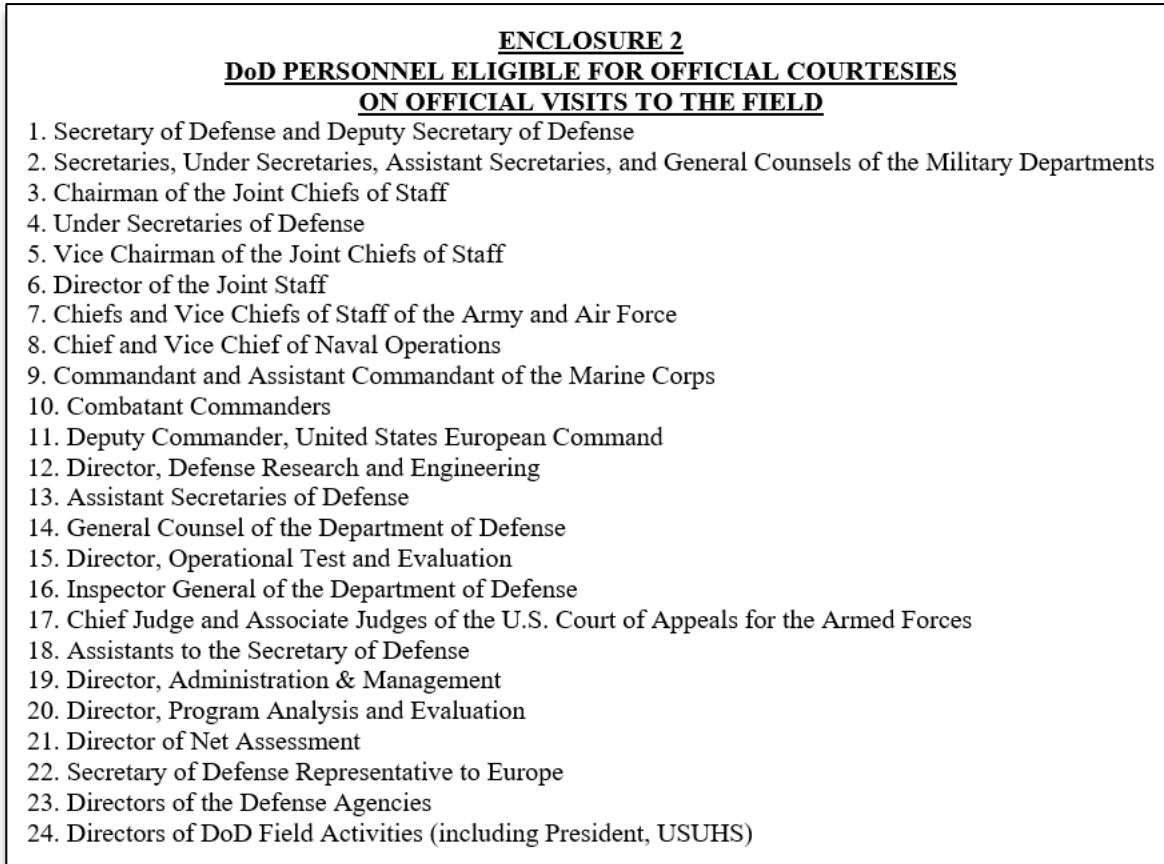 ENCLOSURE 2
DoD PERSONNEL ELIGIBLE FOR OFFICIAL COURTESIES
ON OFFICIAL VISITS TO THE FIELD
1. Secretary of Defense and Deputy Secretary of Defense
2. Secretaries, Under Secretaries, Assistant Secretaries, and General Counsels of the Military Departments
3. Chairman of the Joint Chiefs of Staff
4. Under Secretaries of Defense
5. Vice Chairman of the Joint Chiefs of Staff
6. Director of the Joint Staff
7. Chiefs and Vice Chiefs of Staff of the Army and Air Force
8. Chief and Vice Chief of Naval Operations
9. Commandant and Assistant Commandant of the Marine Corps
10. Combatant Commanders
11. Deputy Commander, United States European Command
12. Director, Defense Research and Engineering
13. Assistant Secretaries of Defense
14. General Counsel of the Department of Defense
15. Director, Operational Test and Evaluation
16. Inspector General of the Department of Defense
17. Chief Judge and Associate Judges of the U.S. Court of Appeals for the Armed Forces
18. Assistants to the Secretary of Defense
19. Director, Administration & Management
20. Director, Program Analysis and Evaluation
21. Director of Net Assessment
22. Secretary of Defense Representative to Europe
23. Directors of the Defense Agencies
24. Directors of DoD Field Activities (including President, USUHS)